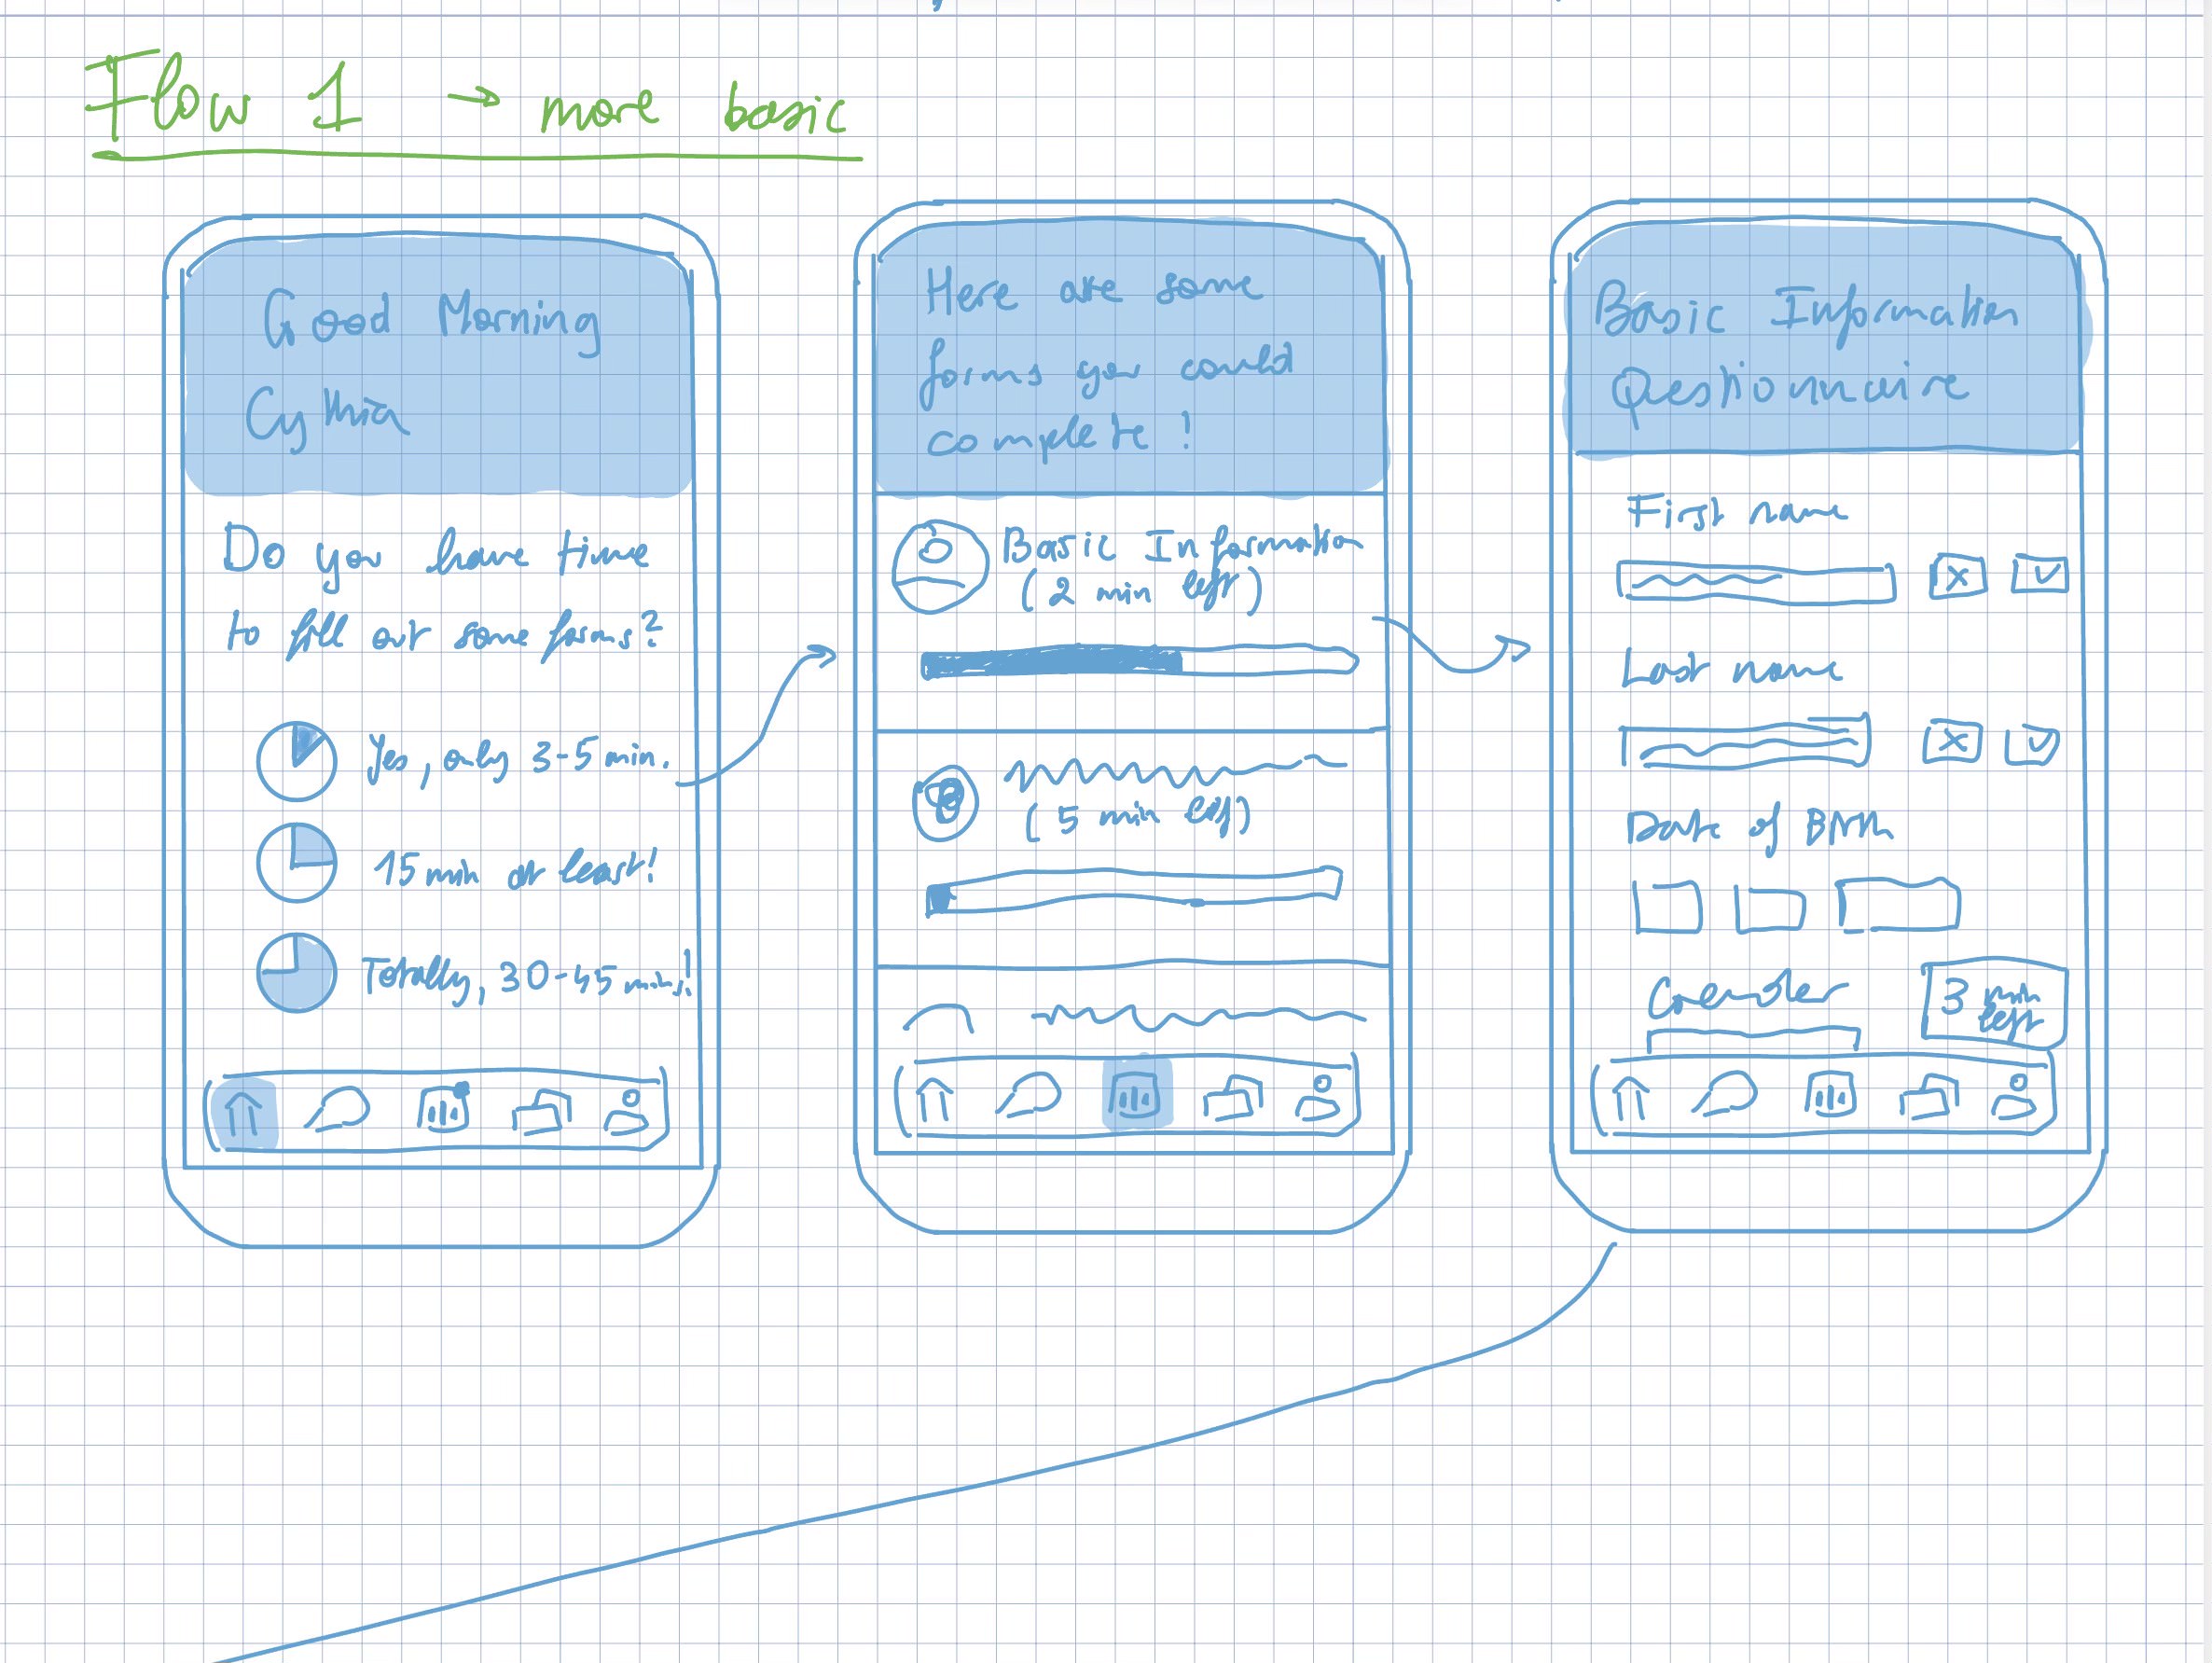 Flow 1 → more basic
Good Morning
Cythia
Do you have time
to fill out some forms?
Yes, only 3-5 min.
15 min at least!
Totally, 30-45 mins!
Here are some
forms you could
complete!
Basic Information
(2 min left)
(5 min left)
Basic Information
Questionnaire
First name
Last name
Date of Birth
Gender
3 min
left